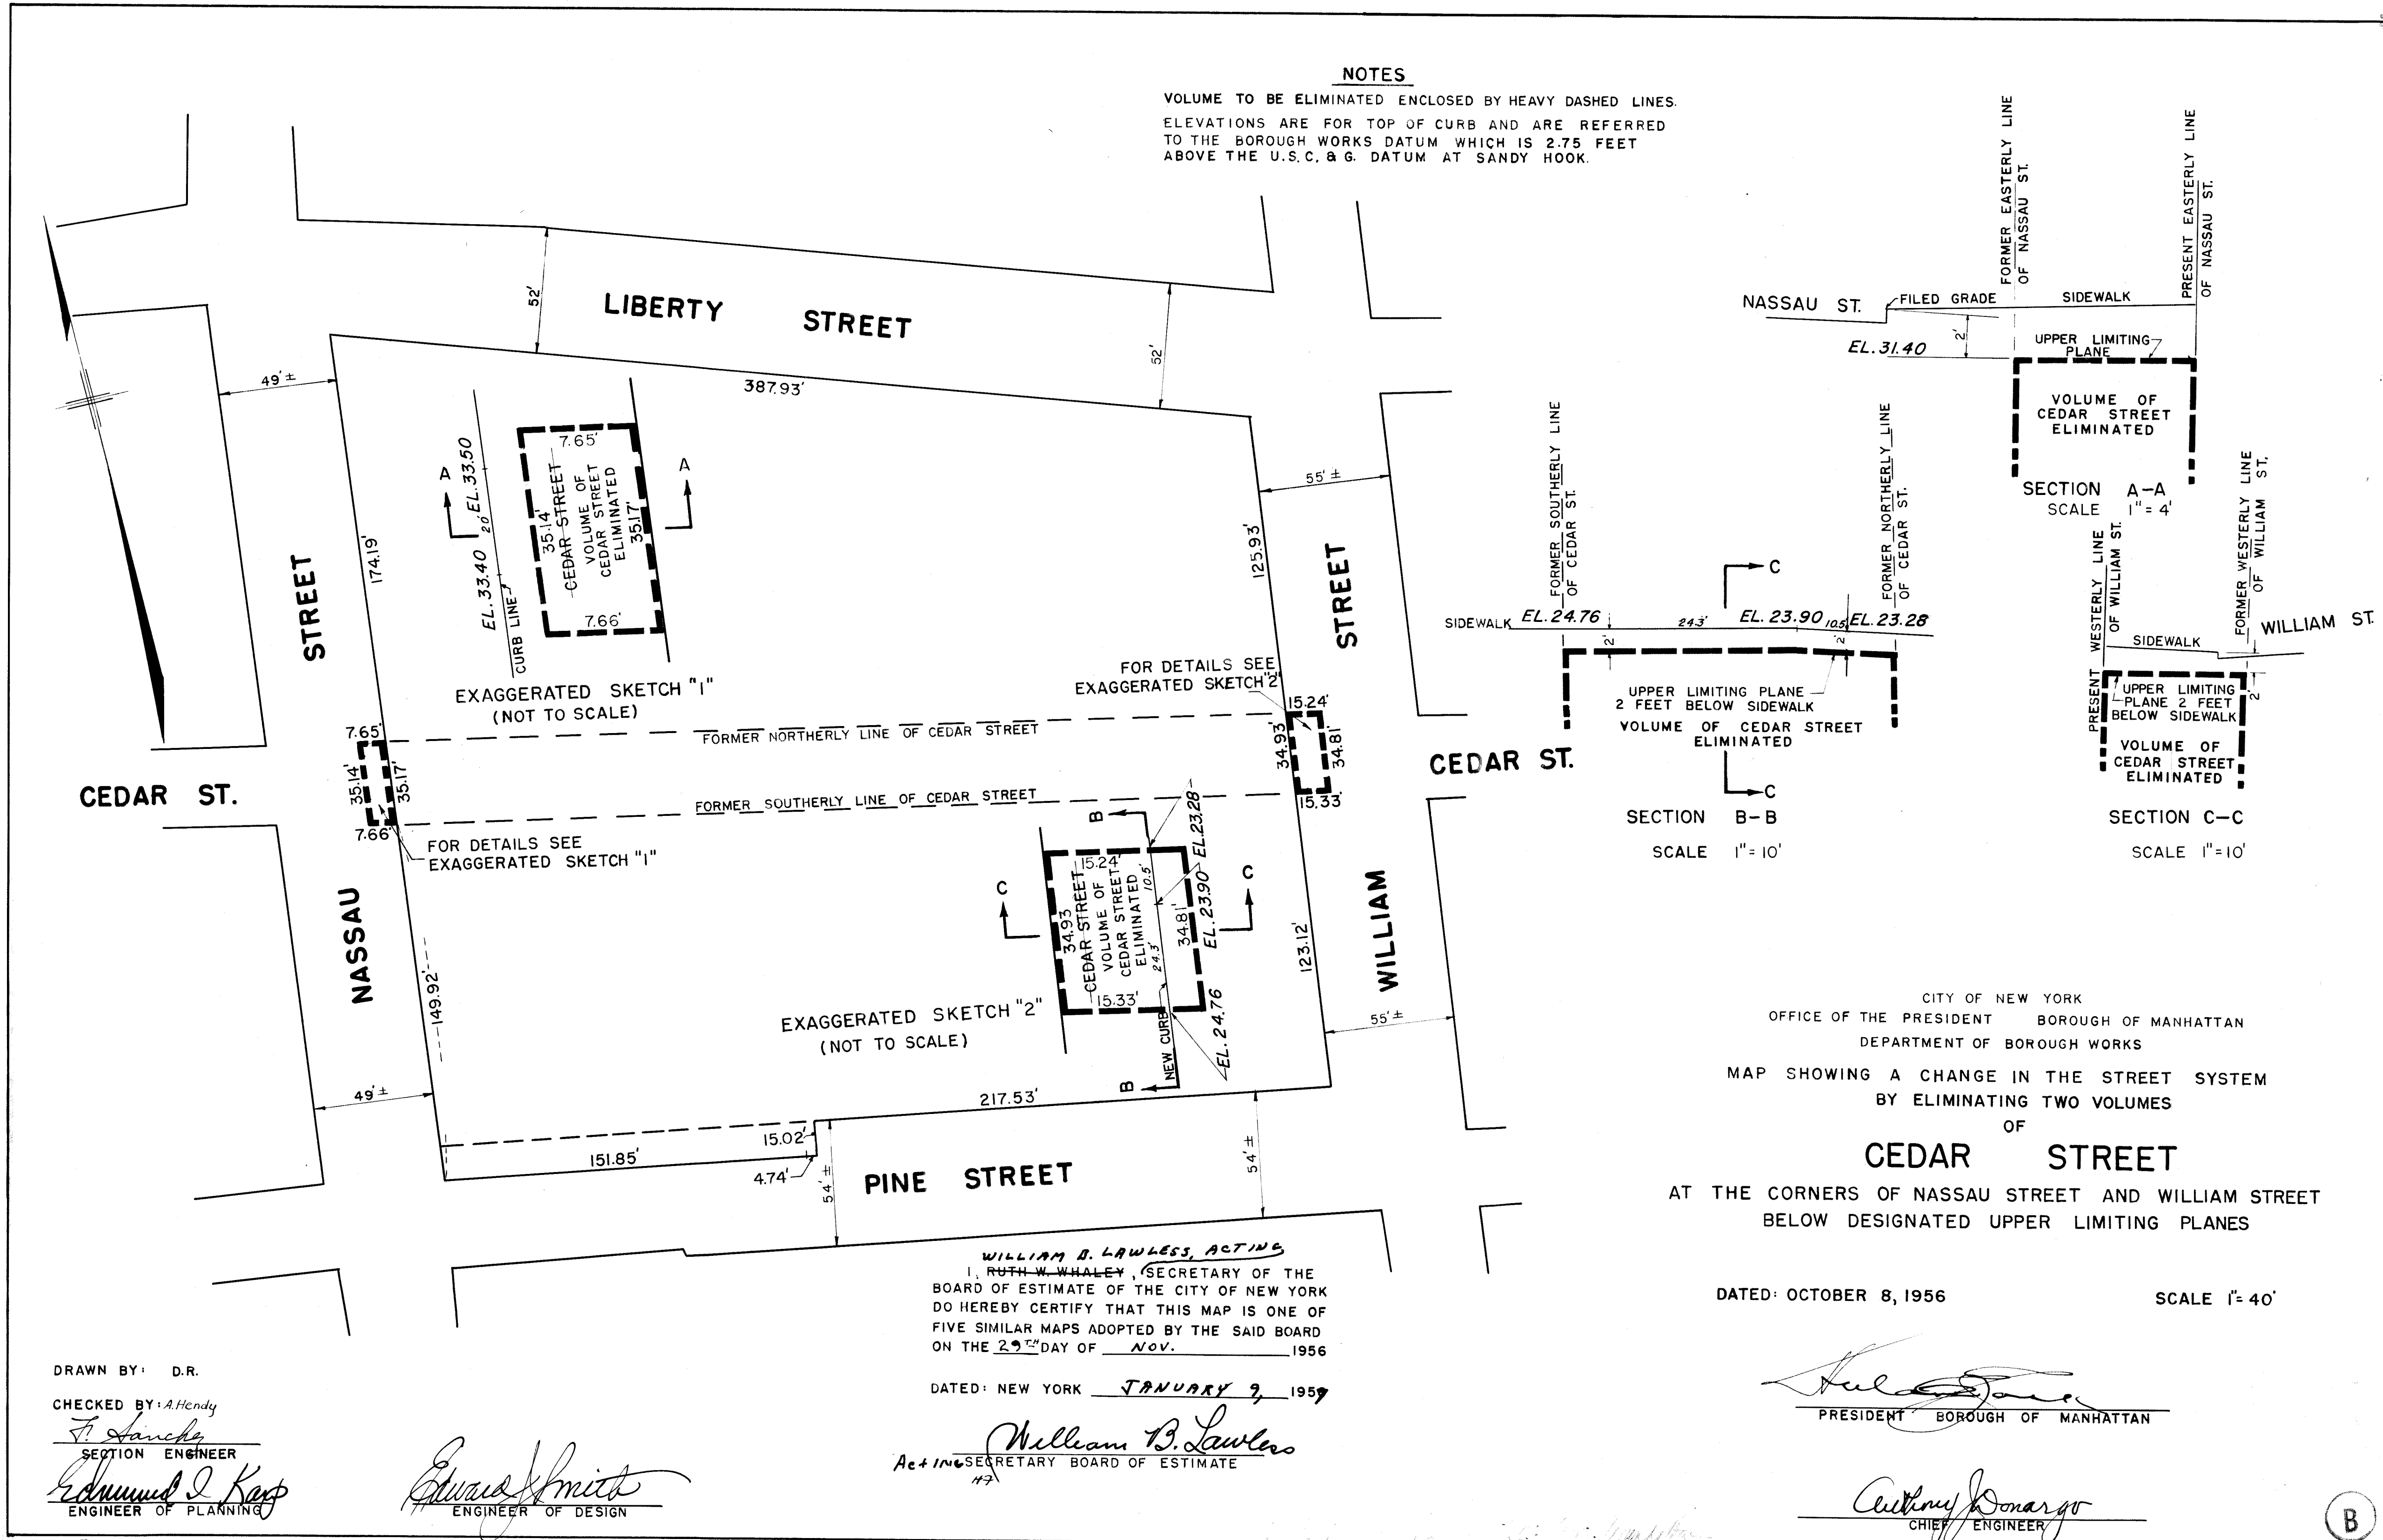 NOTES
VOLUME TO BE ELIMINATED ENCLOSED BY HEAVY DASHED LINES.
ELEVATIONS ARE FOR TOP OF CURB AND ARE REFERRED
TO THE BOROUGH WORKS DATUM WHICH IS 2.75 FEET
ABOVE THE U.S.C. & G. DATUM AT SANDY HOOK.
LIBERTY STREET
52'
52'
387.93'
49' ±
174.19'
STREET
NASSAU
A
A
EL. 33.40
20'
EL. 33.50
CURB LINE
7.65'
35.14'
CEDAR STREET
VOLUME OF
CEDAR STREET
ELIMINATED
35.17'
7.66'
EXAGGERATED SKETCH "1"
(NOT TO SCALE)
55' ±
125.93'
STREET
WILLIAM
FOR DETAILS SEE
EXAGGERATED SKETCH "2"
15.24'
34.93'
34.81'
15.33'
FORMER NORTHERLY LINE OF CEDAR STREET
FORMER SOUTHERLY LINE OF CEDAR STREET
7.65'
35.14'
35.17'
7.66'
CEDAR ST.
CEDAR ST.
FOR DETAILS SEE
EXAGGERATED SKETCH "1"
149.92'
49' ±
B
B
C
C
15.24'
34.93'
CEDAR STREET
VOLUME OF
CEDAR STREET
ELIMINATED
24.3'
10.5'
34.81'
15.33'
EL. 23.28
EL. 23.90
EL. 24.76
NEW CURB
EXAGGERATED SKETCH "2"
(NOT TO SCALE)
123.12'
55' ±
217.53'
15.02'
151.85'
4.74'
54' ±
54' ±
PINE STREET
FORMER EASTERLY LINE
OF NASSAU ST.
PRESENT EASTERLY LINE
OF NASSAU ST.
NASSAU ST.
FILED GRADE
SIDEWALK
2'
EL. 31.40
UPPER LIMITING
PLANE
VOLUME OF
CEDAR STREET
ELIMINATED
SECTION A-A
SCALE 1" = 4'
FORMER SOUTHERLY LINE
OF CEDAR ST.
FORMER NORTHERLY LINE
OF CEDAR ST.
C
SIDEWALK
EL. 24.76
24.3'
EL. 23.90
10.5'
EL. 23.28
2'
2'
UPPER LIMITING PLANE
2 FEET BELOW SIDEWALK
VOLUME OF CEDAR STREET
ELIMINATED
C
SECTION B-B
SCALE 1" = 10'
PRESENT WESTERLY LINE
OF WILLIAM ST.
FORMER WESTERLY LINE
OF WILLIAM ST.
WILLIAM ST.
SIDEWALK
2'
UPPER LIMITING
PLANE 2 FEET
BELOW SIDEWALK
VOLUME OF
CEDAR STREET
ELIMINATED
SECTION C-C
SCALE 1" = 10'
CITY OF NEW YORK
OFFICE OF THE PRESIDENT BOROUGH OF MANHATTAN
DEPARTMENT OF BOROUGH WORKS
MAP SHOWING A CHANGE IN THE STREET SYSTEM
BY ELIMINATING TWO VOLUMES
OF
CEDAR STREET
AT THE CORNERS OF NASSAU STREET AND WILLIAM STREET
BELOW DESIGNATED UPPER LIMITING PLANES
DATED: OCTOBER 8, 1956
SCALE 1" = 40'
PRESIDENT BOROUGH OF MANHATTAN
Anthony J Donargo
CHIEF ENGINEER
B
WILLIAM B. LAWLESS, ACTING
I, RUTH W. WHALEY, SECRETARY OF THE
BOARD OF ESTIMATE OF THE CITY OF NEW YORK
DO HEREBY CERTIFY THAT THIS MAP IS ONE OF
FIVE SIMILAR MAPS ADOPTED BY THE SAID BOARD
ON THE 29TH DAY OF NOV. 1956
DATED: NEW YORK JANUARY 9, 1957
William B. Lawless
Acting SECRETARY BOARD OF ESTIMATE
DRAWN BY: D.R.
CHECKED BY: A. Hendy
F. Sanchez
SECTION ENGINEER
Edmund I Karp
ENGINEER OF PLANNING
Edward J Smith
ENGINEER OF DESIGN